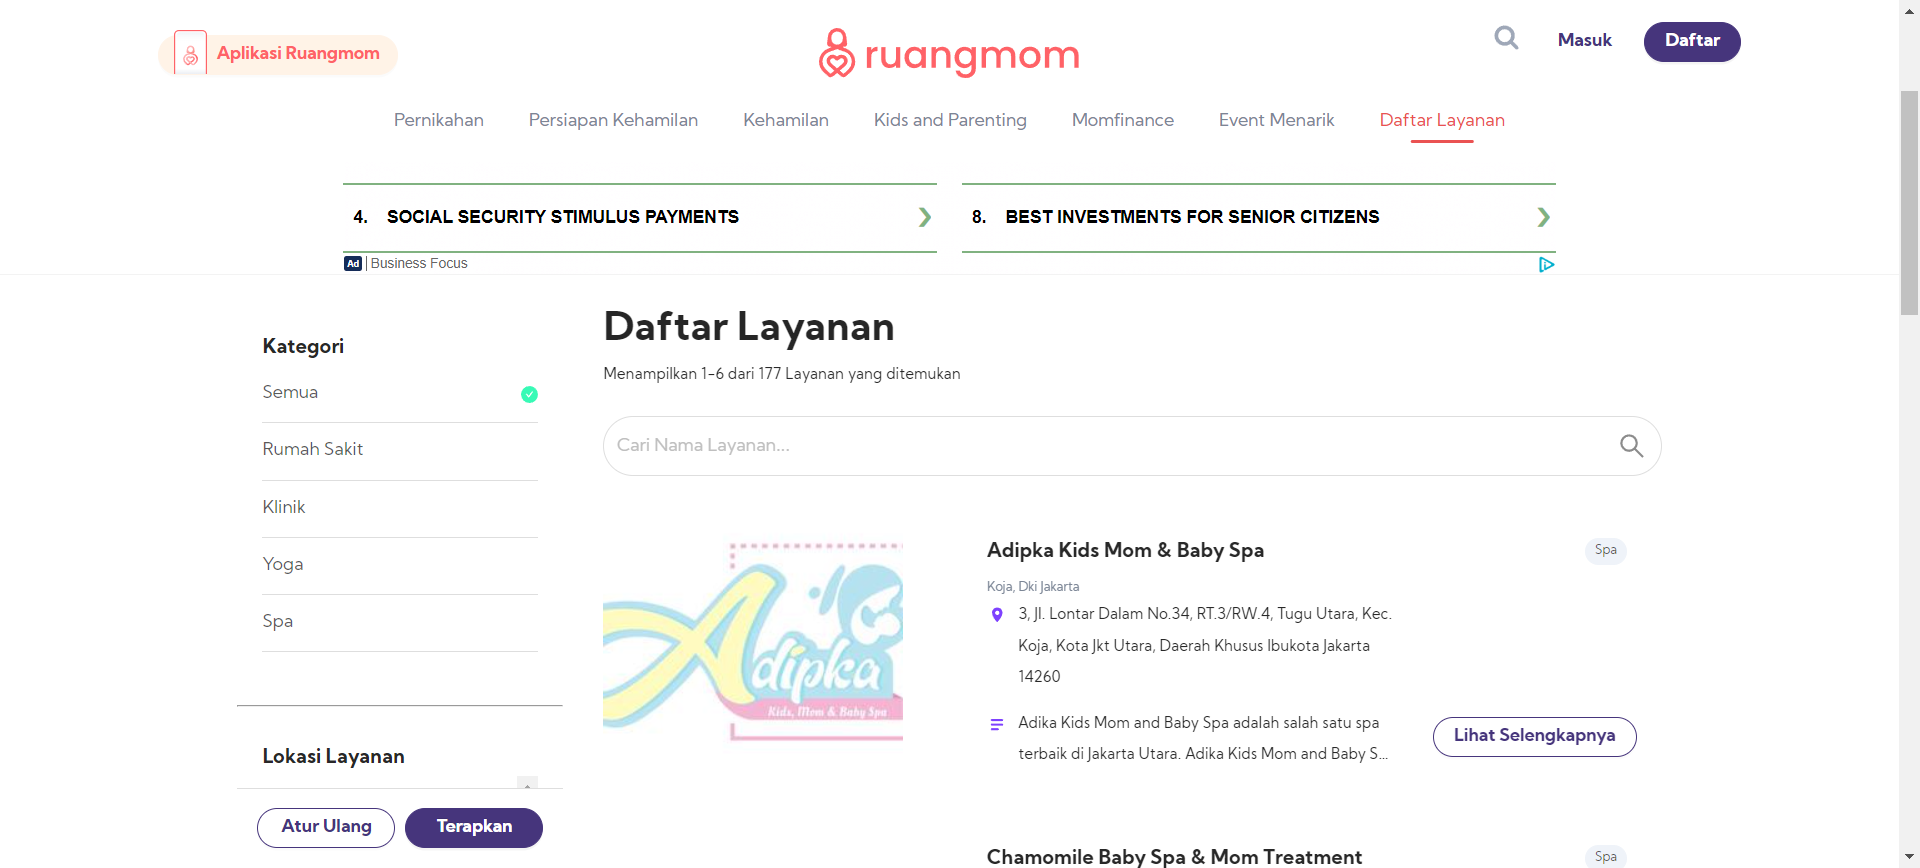 Aplikasi Ruangmom
ruangmom
Masuk
Daftar
Pernikahan
Persiapan Kehamilan
Kehamilan
Kids and Parenting
Momfinance
Event Menarik
Daftar Layanan
4. SOCIAL SECURITY STIMULUS PAYMENTS
8. BEST INVESTMENTS FOR SENIOR CITIZENS
Ad | Business Focus
Kategori
Semua
Rumah Sakit
Klinik
Yoga
Spa
Lokasi Layanan
Atur Ulang
Terapkan
Daftar Layanan
Menampilkan 1-6 dari 177 Layanan yang ditemukan
Cari Nama Layanan...
Adipka
Kids, Mom & Baby Spa
Adipka Kids Mom & Baby Spa
Spa
Koja, Dki Jakarta
3, Jl. Lontar Dalam No.34, RT.3/RW.4, Tugu Utara, Kec.
Koja, Kota Jkt Utara, Daerah Khusus Ibukota Jakarta
14260
Adika Kids Mom and Baby Spa adalah salah satu spa
terbaik di Jakarta Utara. Adika Kids Mom and Baby S...
Lihat Selengkapnya
Chamomile Baby Spa & Mom Treatment
Spa